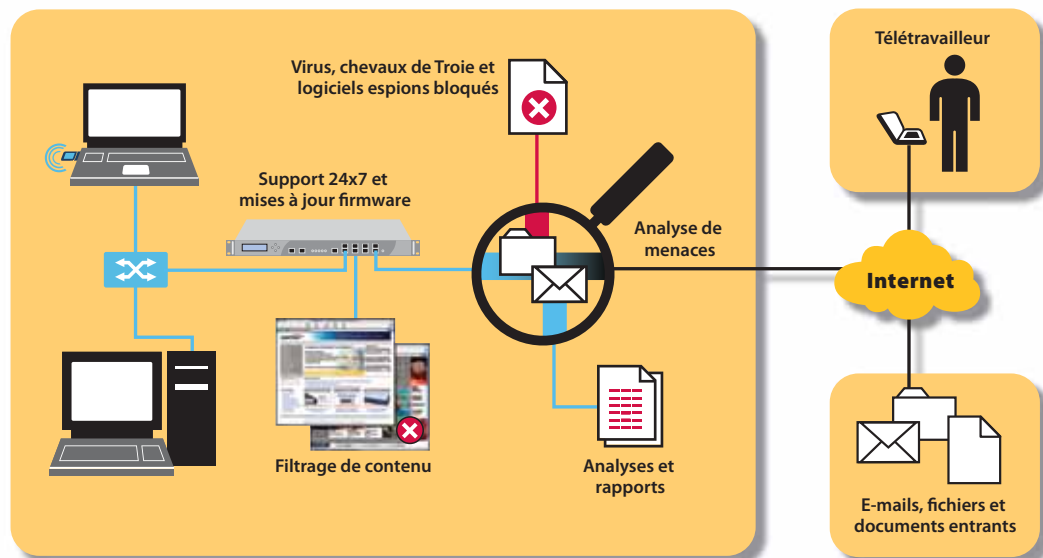 Virus, chevaux de Troie et
logiciels espions bloqués
Support 24x7 et
mises à jour firmware
Analyse de
menaces
Filtrage de contenu
Analyses et
rapports
Télétravailleur
Internet
E-mails, fichiers et
documents entrants